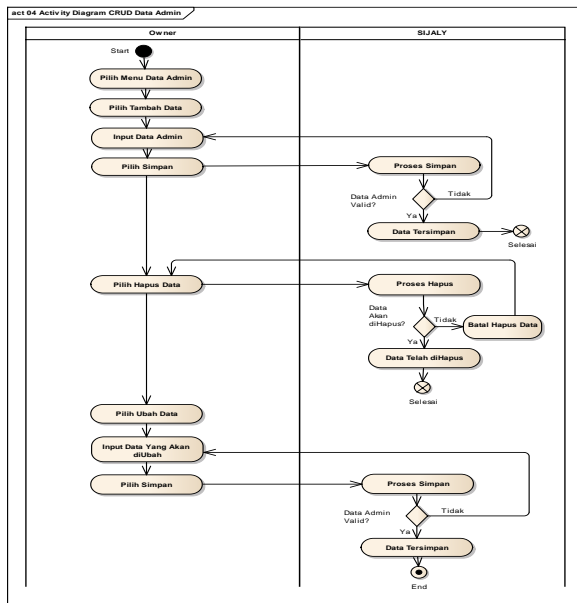 act 04 Activity Diagram CRUD Data Admin
Owner
SIJALY
Start
Pilih Menu Data Admin
Pilih Tambah Data
Input Data Admin
Pilih Simpan
Proses Simpan
Data Admin
Valid?
Tidak
Ya
Data Tersimpan
Selesai
Pilih Hapus Data
Proses Hapus
Data
Akan
diHapus?
Tidak
Batal Hapus Data
Ya
Data Telah diHapus
Selesai
Pilih Ubah Data
Input Data Yang Akan
diUbah
Pilih Simpan
Proses Simpan
Data Admin
Valid?
Tidak
Ya
Data Tersimpan
End